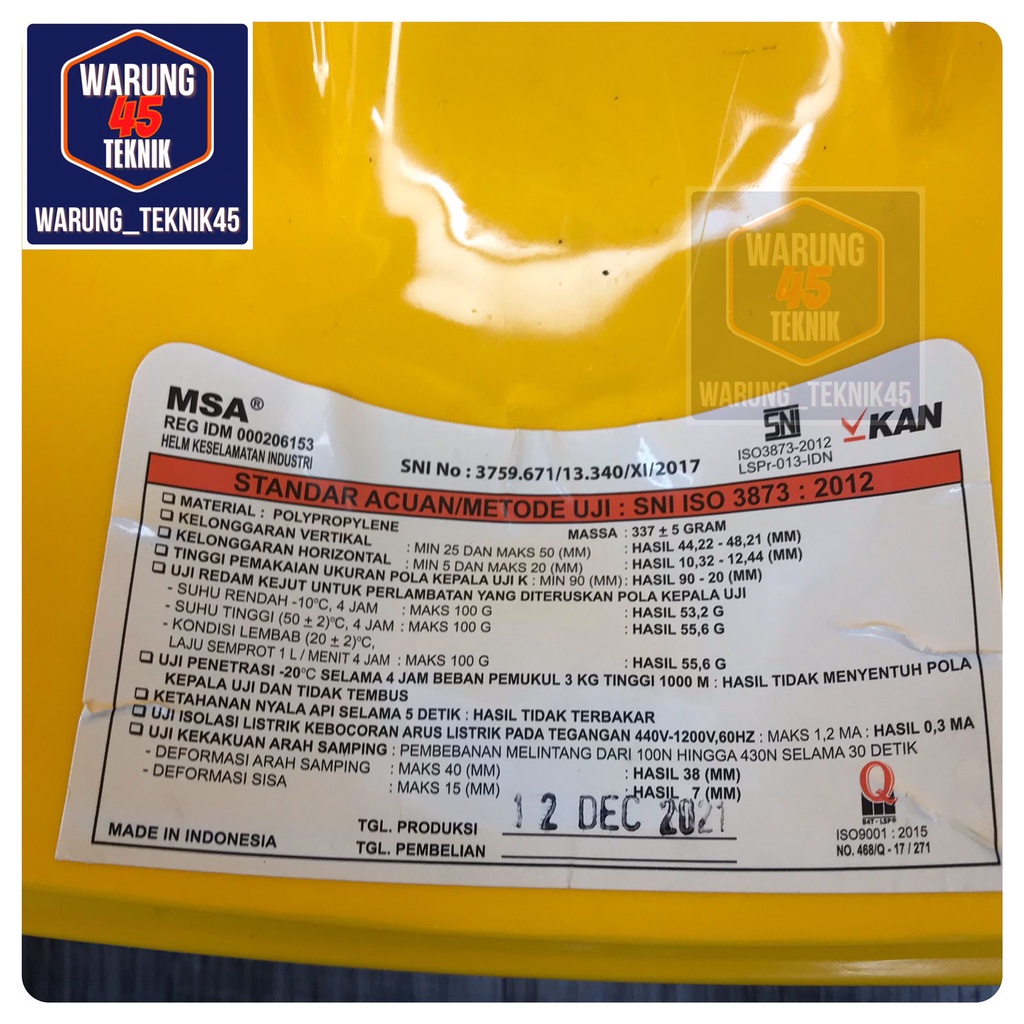 WARUNG
45
TEKNIK
WARUNG_TEKNIK45
WARUNG
45
TEKNIK
WARUNG_TEKNIK45
MSA®
REG IDM 000206153
HELM KESELAMATAN INDUSTRI
SNI No : 3759.671/13.340/XI/2017
SNI
ISO3873-2012
LSPr-013-IDN
KAN
STANDAR ACUAN/METODE UJI : SNI ISO 3873 : 2012
MATERIAL : POLYPROPYLENE MASSA : 337 ± 5 GRAM
KELONGGARAN VERTIKAL : MIN 25 DAN MAKS 50 (MM) : HASIL 44,22 - 48,21 (MM)
KELONGGARAN HORIZONTAL : MIN 5 DAN MAKS 20 (MM) : HASIL 10,32 - 12,44 (MM)
TINGGI PEMAKAIAN UKURAN POLA KEPALA UJI K : MIN 90 (MM) : HASIL 90 - 20 (MM)
UJI REDAM KEJUT UNTUK PERLAMBATAN YANG DITERUSKAN POLA KEPALA UJI
- SUHU RENDAH -10°C, 4 JAM : MAKS 100 G : HASIL 53,2 G
- SUHU TINGGI (50 ± 2)°C, 4 JAM : MAKS 100 G : HASIL 55,6 G
- KONDISI LEMBAB (20 ± 2)°C,
LAJU SEMPROT 1 L / MENIT 4 JAM : MAKS 100 G : HASIL 55,6 G
UJI PENETRASI -20°C SELAMA 4 JAM BEBAN PEMUKUL 3 KG TINGGI 1000 M : HASIL TIDAK MENYENTUH POLA
KEPALA UJI DAN TIDAK TEMBUS
KETAHANAN NYALA API SELAMA 5 DETIK : HASIL TIDAK TERBAKAR
UJI ISOLASI LISTRIK KEBOCORAN ARUS LISTRIK PADA TEGANGAN 440V-1200V,60HZ : MAKS 1,2 MA : HASIL 0,3 MA
UJI KEKAKUAN ARAH SAMPING : PEMBEBANAN MELINTANG DARI 100N HINGGA 430N SELAMA 30 DETIK
- DEFORMASI ARAH SAMPING : MAKS 40 (MM) : HASIL 38 (MM)
- DEFORMASI SISA : MAKS 15 (MM) : HASIL 7 (MM)
MADE IN INDONESIA
TGL. PRODUKSI 12 DEC 2021
TGL. PEMBELIAN
Q
B4T - LSPr
ISO9001 : 2015
NO. 468/Q - 17 / 271